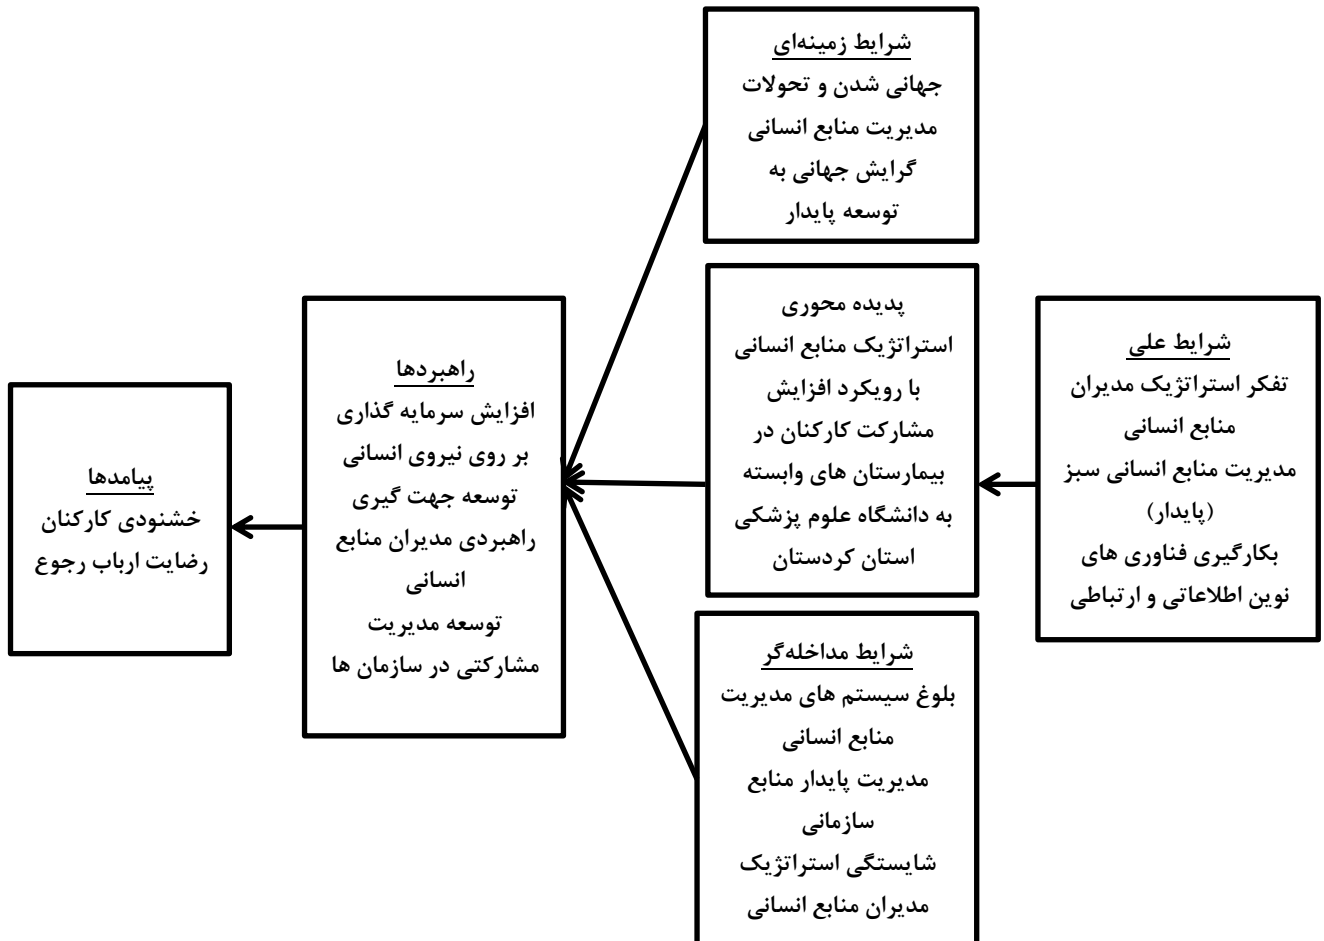 شرایط زمینه‌ای
جهانی شدن و تحولات
مدیریت منابع انسانی
گرایش جهانی به
توسعه پایدار
شرایط علی
تفکر استراتژیک مدیران
منابع انسانی
مدیریت منابع انسانی سبز
(پایدار)
بکارگیری فناوری های
نوین اطلاعاتی و ارتباطی
پدیده محوری
استراتژیک منابع انسانی
با رویکرد افزایش
مشارکت کارکنان در
بیمارستان های وابسته
به دانشگاه علوم پزشکی
استان کردستان
شرایط مداخله‌گر
بلوغ سیستم های مدیریت
منابع انسانی
مدیریت پایدار منابع
سازمانی
شایستگی استراتژیک
مدیران منابع انسانی
راهبردها
افزایش سرمایه گذاری
بر روی نیروی انسانی
توسعه جهت گیری
راهبردی مدیران منابع
انسانی
توسعه مدیریت
مشارکتی در سازمان ها
پیامدها
خشنودی کارکنان
رضایت ارباب رجوع